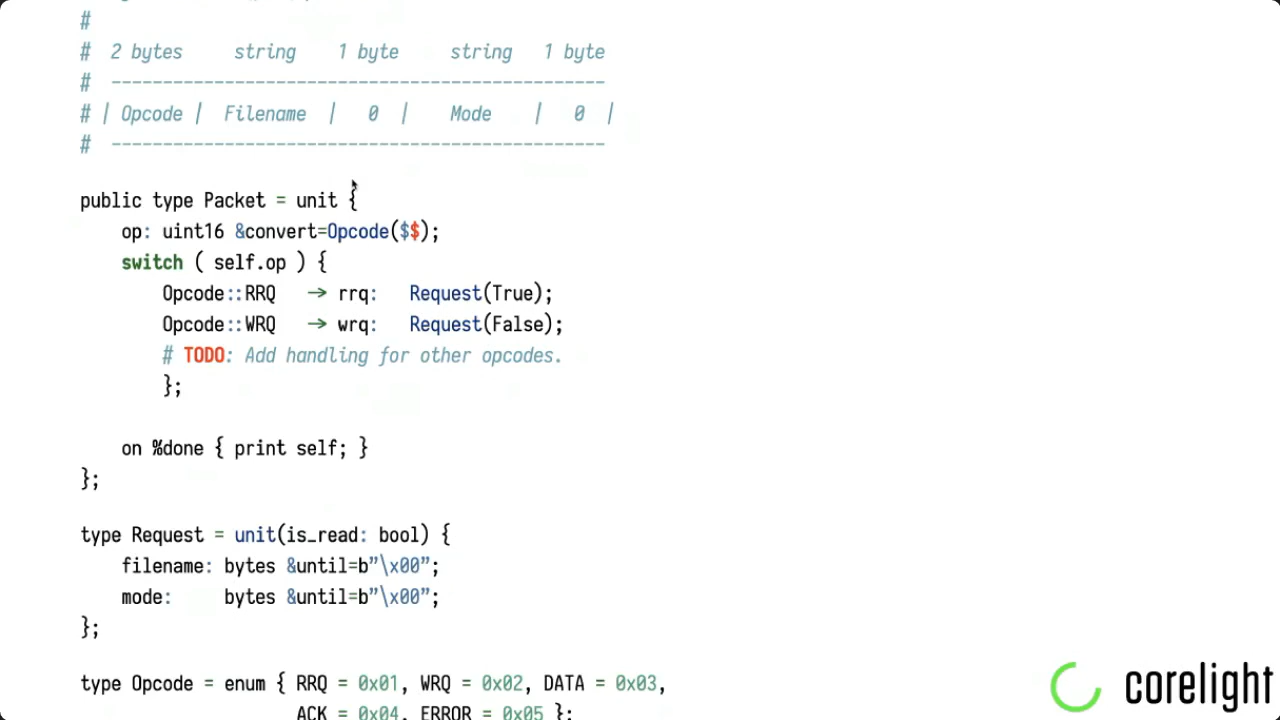 #
# 2 bytes string 1 byte string 1 byte
# ------------------------------------------------
# | Opcode | Filename | 0 | Mode | 0 |
# ------------------------------------------------
public type Packet = unit {
op: uint16 &convert=Opcode($$);
switch ( self.op ) {
Opcode::RRQ -> rrq: Request(True);
Opcode::WRQ -> wrq: Request(False);
# TODO: Add handling for other opcodes.
};
on %done { print self; }
};
type Request = unit(is_read: bool) {
filename: bytes &until=b"\x00";
mode: bytes &until=b"\x00";
};
type Opcode = enum { RRQ = 0x01, WRQ = 0x02, DATA = 0x03,
ACK = 0x04, ERROR = 0x05 };
corelight